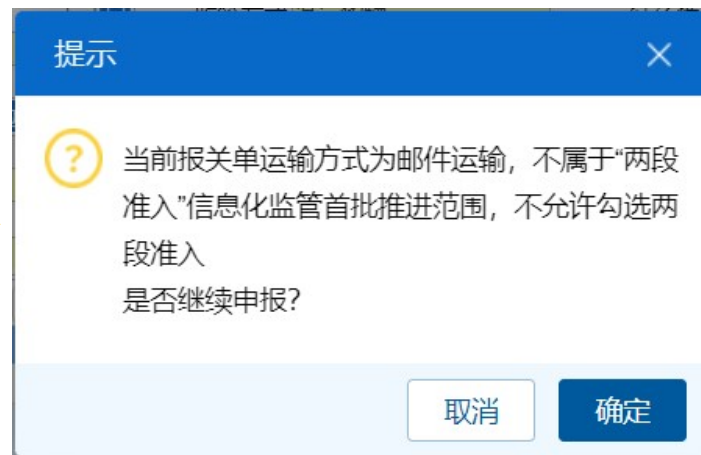 提示
当前报关单运输方式为邮件运输，不属于“两段
准入”信息化监管首批推进范围，不允许勾选两
段准入
是否继续申报?
取消
确定